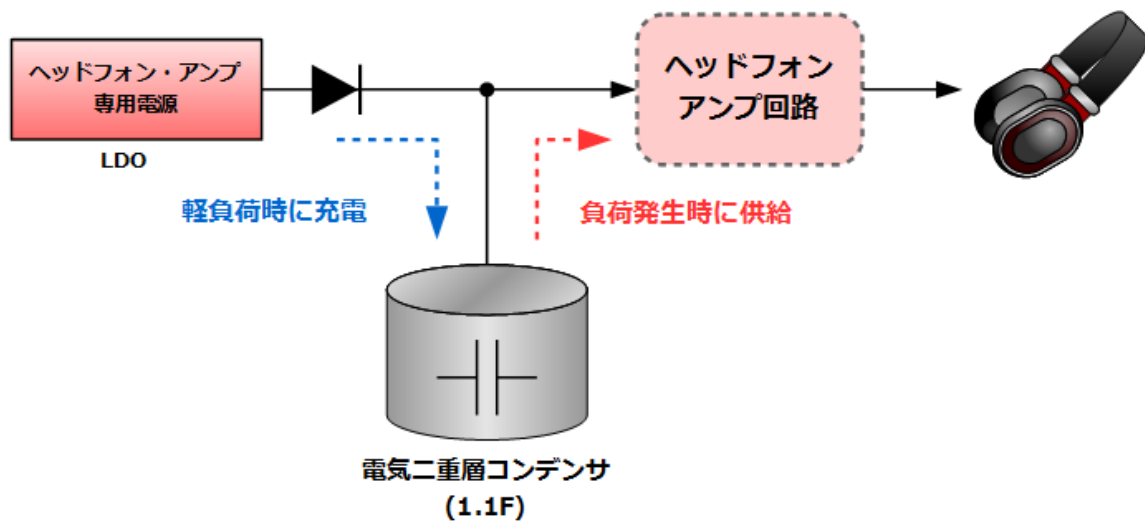 ヘッドフォン・アンプ
専用電源
LDO
ヘッドフォン
アンプ回路
軽負荷時に充電
負荷発生時に供給
電気二重層コンデンサ
(1.1F)